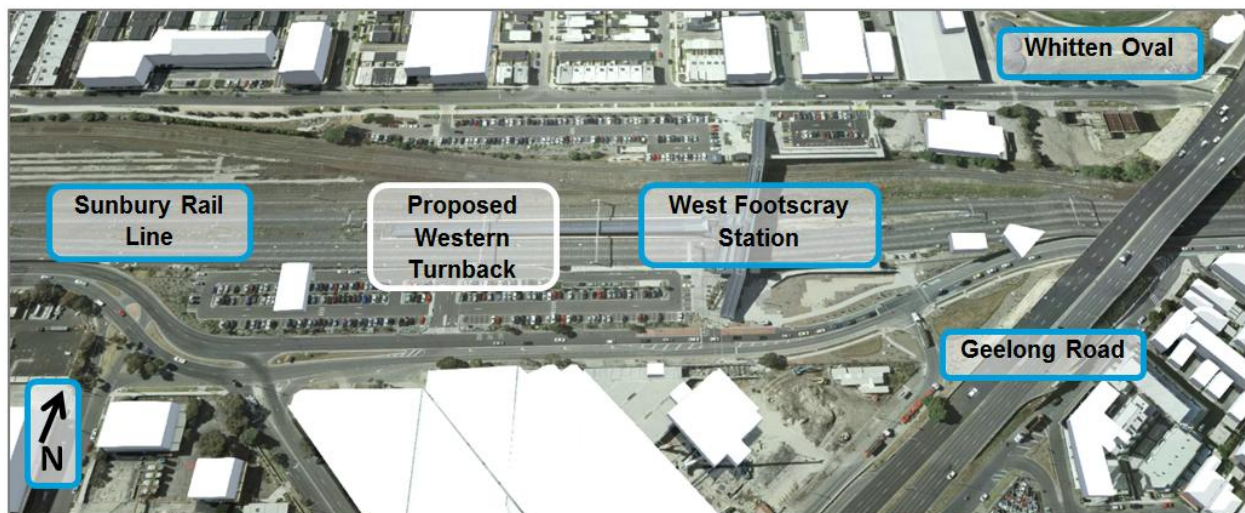 Whitten Oval
Sunbury Rail
Line
Proposed
Western
Turnback
West Footscray
Station
Geelong Road
N